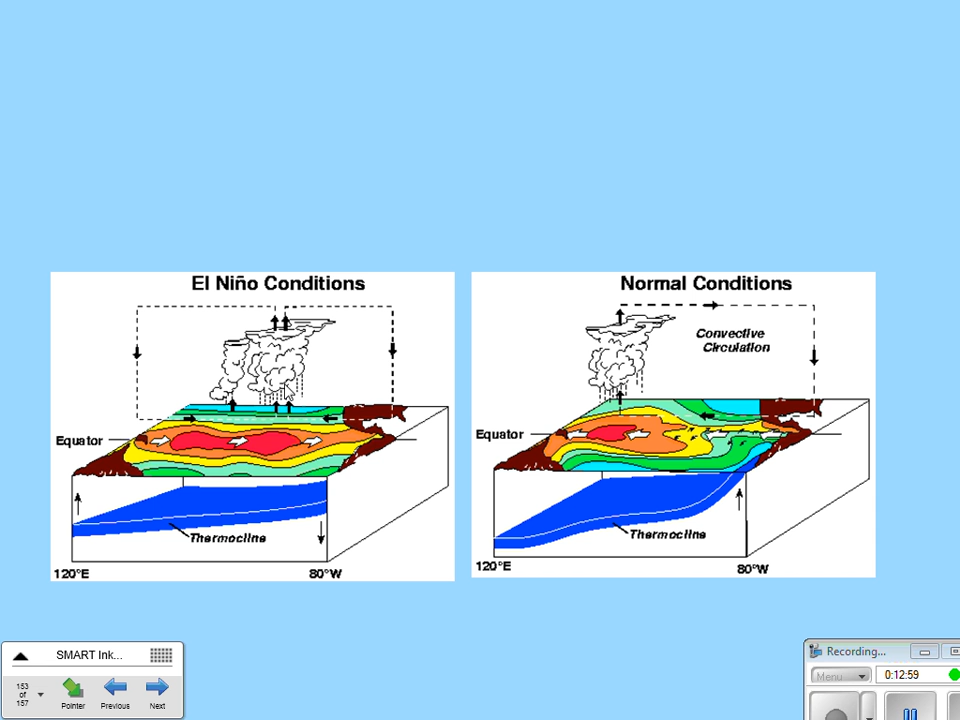 El Niño Conditions
Equator
Thermocline
120°E
80°W
Normal Conditions
Convective
Circulation
Equator
Thermocline
120°E
80°W
SMART Ink...
153
of
157
Pointer
Previous
Next
Recording...
Menu
0:12:59